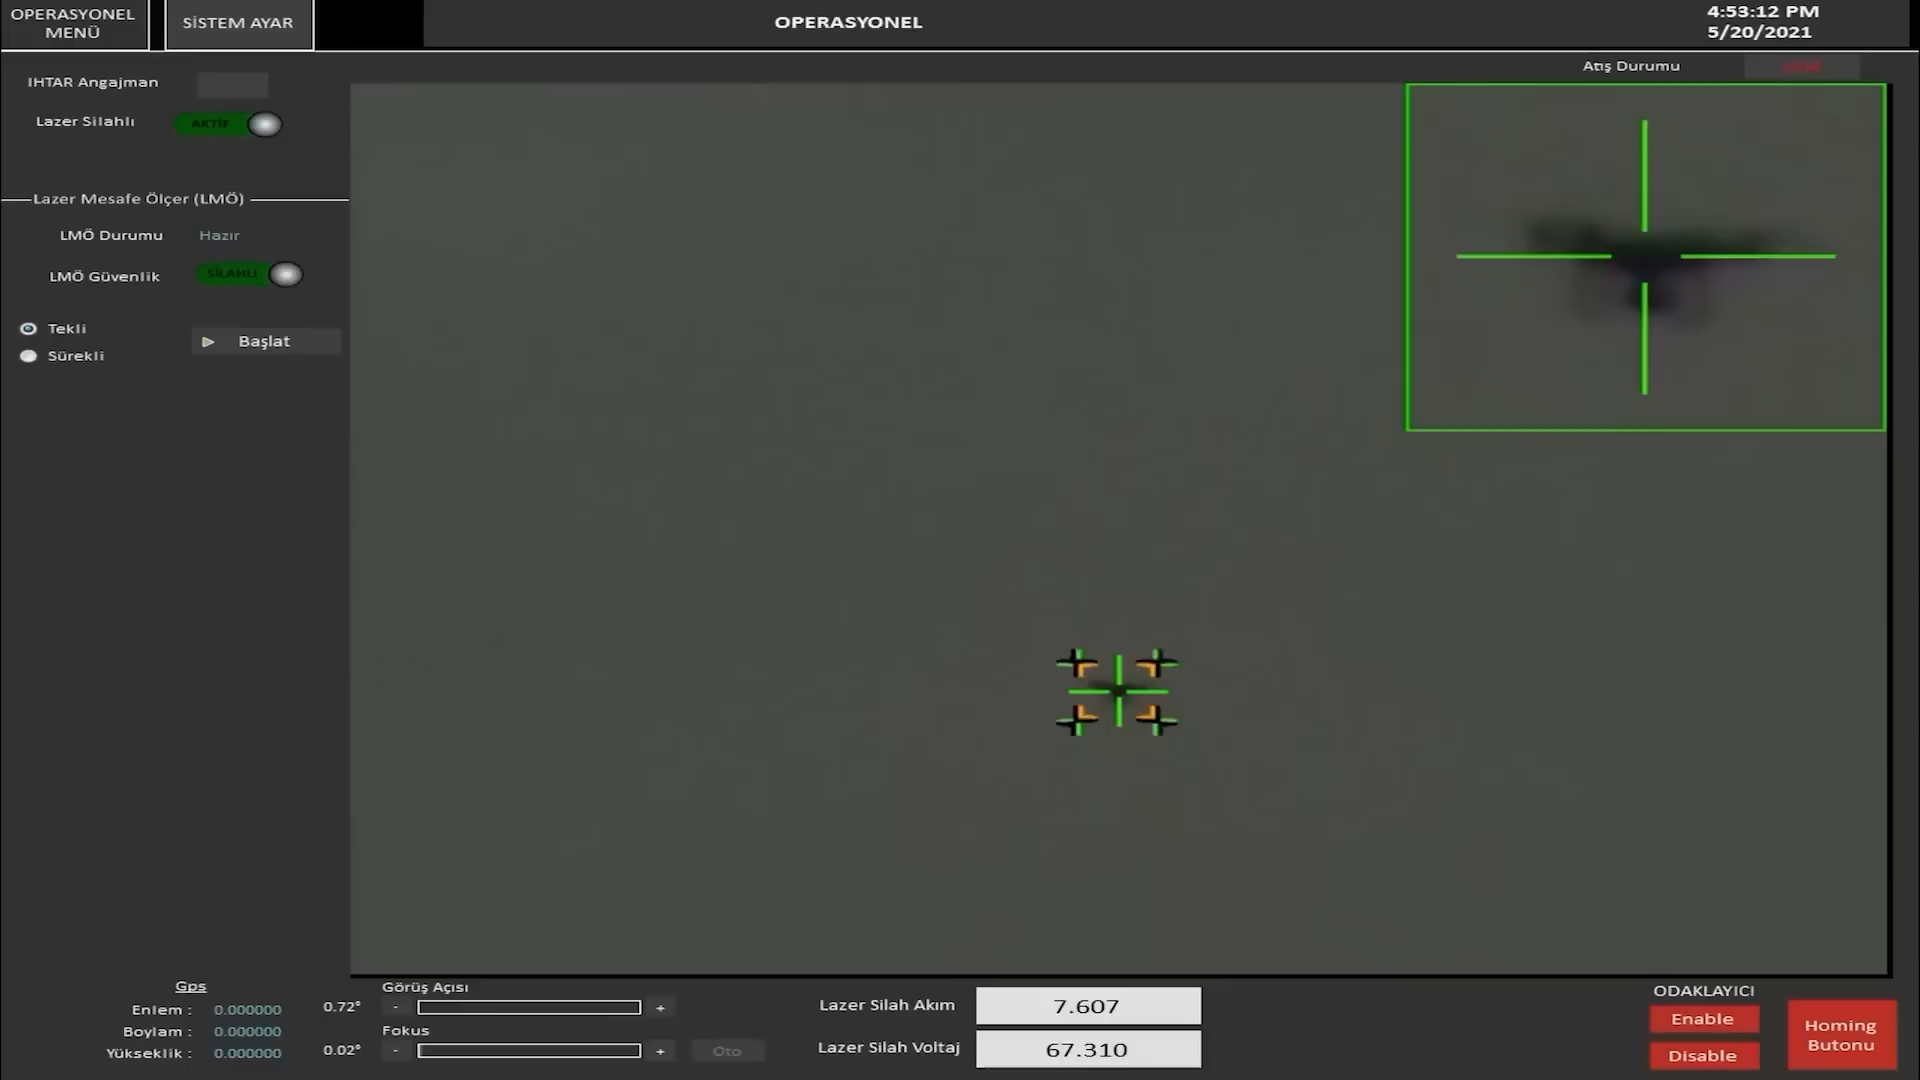 OPERASYONEL
MENÜ
SİSTEM AYAR
OPERASYONEL
4:53:12 PM
5/20/2021
Atış Durumu
IHTAR Angajman
Lazer Silahlı
AKTİF
Lazer Mesafe Ölçer (LMÖ)
LMÖ Durumu Hazır
LMÖ Güvenlik SİLAHLI
Tekli
Sürekli
Başlat
Gps
Enlem : 0.000000
Boylam : 0.000000
Yükseklik : 0.000000
Görüş Açısı
0.72° - +
Fokus
0.02° - + Oto
Lazer Silah Akım 7.607
Lazer Silah Voltaj 67.310
ODAKLAYICI
Enable
Disable
Homing
Butonu